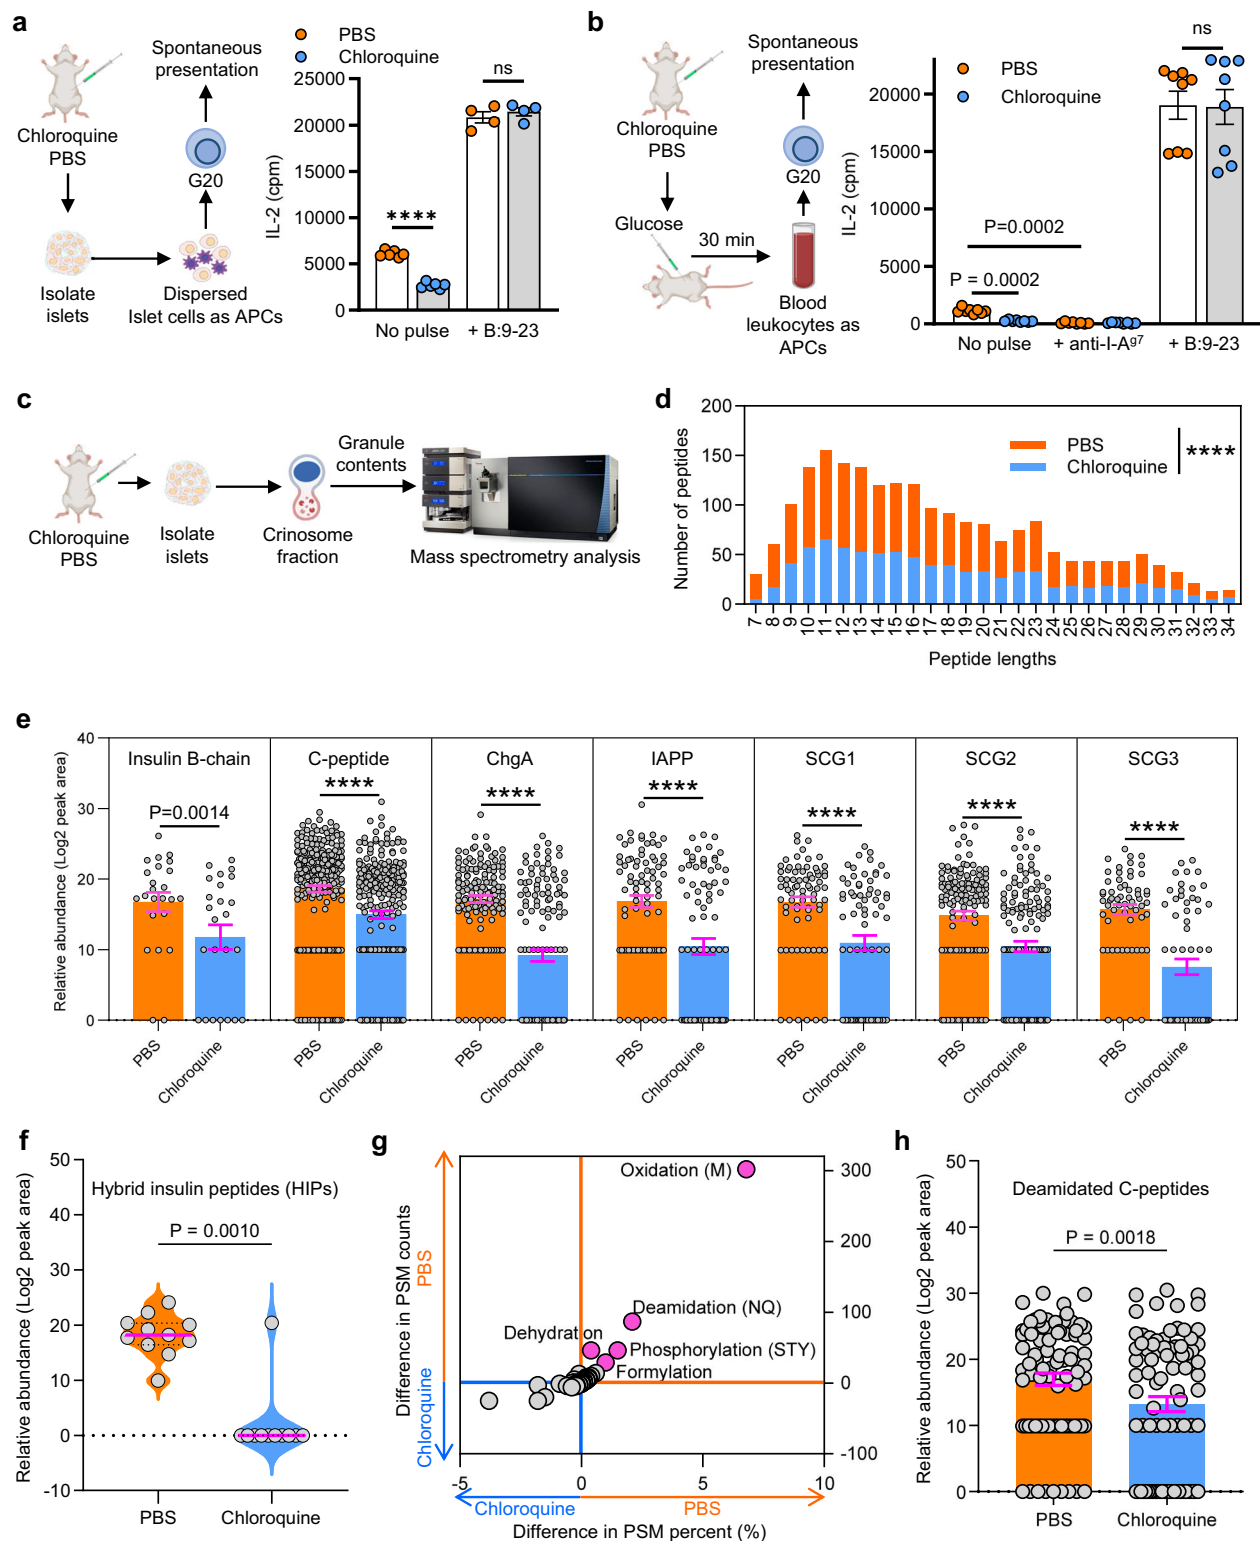 a
Chloroquine
PBS
Isolate
islets
Spontaneous
presentation
G20
Dispersed
Islet cells as APCs
PBS
Chloroquine
IL-2 (cpm)
25000
20000
15000
10000
5000
0
****
ns
No pulse
+ B:9-23
b
Chloroquine
PBS
Glucose
30 min
Spontaneous
presentation
G20
Blood
leukocytes as
APCs
PBS
Chloroquine
IL-2 (cpm)
20000
15000
10000
5000
0
P=0.0002
P = 0.0002
ns
No pulse
+ anti-I-Ag7
+ B:9-23
c
Chloroquine
PBS
Isolate
islets
Crinosome
fraction
Granule
contents
Mass spectrometry analysis
d
Number of peptides
200
150
100
50
0
PBS
Chloroquine
****
7 8 9 10 11 12 13 14 15 16 17 18 19 20 21 22 23 24 25 26 27 28 29 30 31 32 33 34
Peptide lengths
e
Relative abundance (Log2 peak area)
40
30
20
10
0
Insulin B-chain
P=0.0014
C-peptide
****
ChgA
****
IAPP
****
SCG1
****
SCG2
****
SCG3
****
PBS
Chloroquine
PBS
Chloroquine
PBS
Chloroquine
PBS
Chloroquine
PBS
Chloroquine
PBS
Chloroquine
PBS
Chloroquine
f
Relative abundance (Log2 peak area)
50
40
30
20
10
0
-10
Hybrid insulin peptides (HIPs)
P = 0.0010
PBS
Chloroquine
g
Difference in PSM counts
PBS
Chloroquine
Oxidation (M)
Deamidation (NQ)
Dehydration
Phosphorylation (STY)
Formylation
300
200
100
0
-100
-5
0
5
10
Chloroquine
PBS
Difference in PSM percent (%)
h
Relative abundance (Log2 peak area)
50
40
30
20
10
0
Deamidated C-peptides
P = 0.0018
PBS
Chloroquine